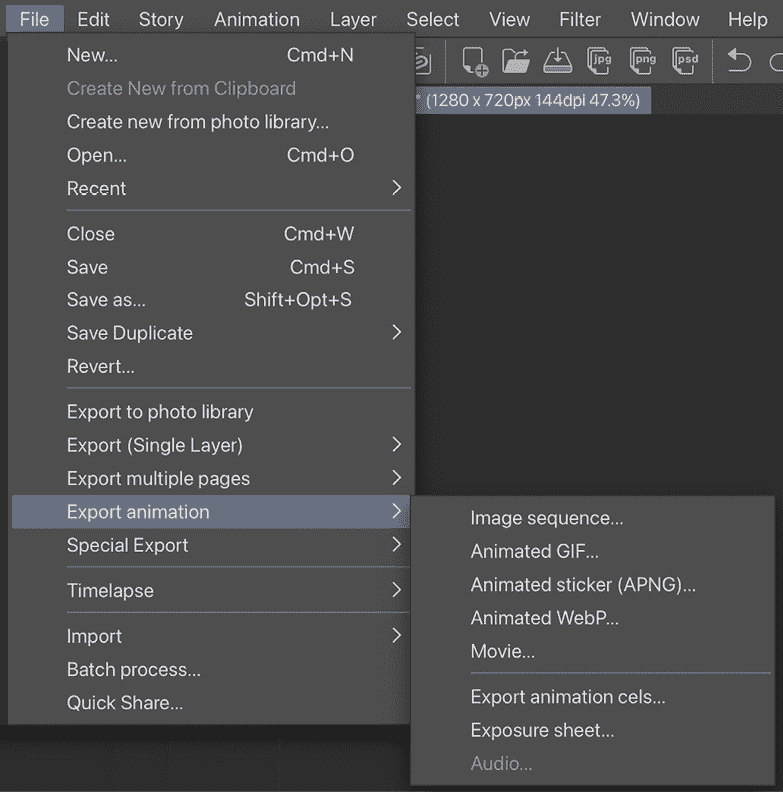 File Edit Story Animation Layer Select View Filter Window Help
jpg png psd
(1280 x 720px 144dpi 47.3%)
New... Cmd+N
Create New from Clipboard
Create new from photo library...
Open... Cmd+O
Recent
Close Cmd+W
Save Cmd+S
Save as... Shift+Opt+S
Save Duplicate
Revert...
Export to photo library
Export (Single Layer)
Export multiple pages
Export animation
Special Export
Timelapse
Import
Batch process...
Quick Share...
Image sequence...
Animated GIF...
Animated sticker (APNG)...
Animated WebP...
Movie...
Export animation cels...
Exposure sheet...
Audio...